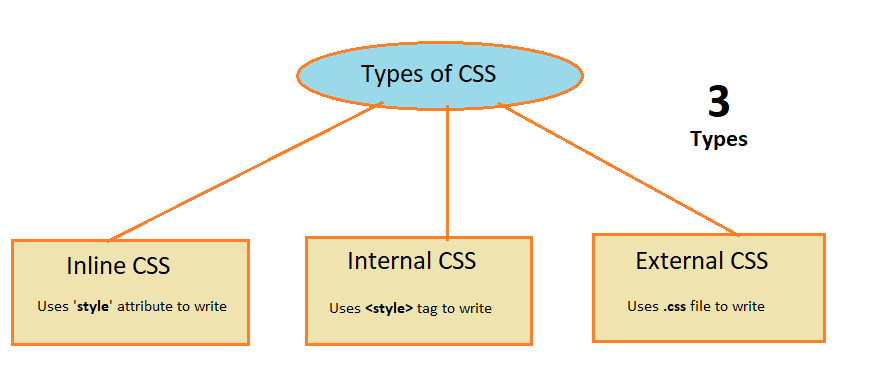 Types of CSS
3
Types
Inline CSS
Uses 'style' attribute to write
Internal CSS
Uses <style> tag to write
External CSS
Uses .css file to write